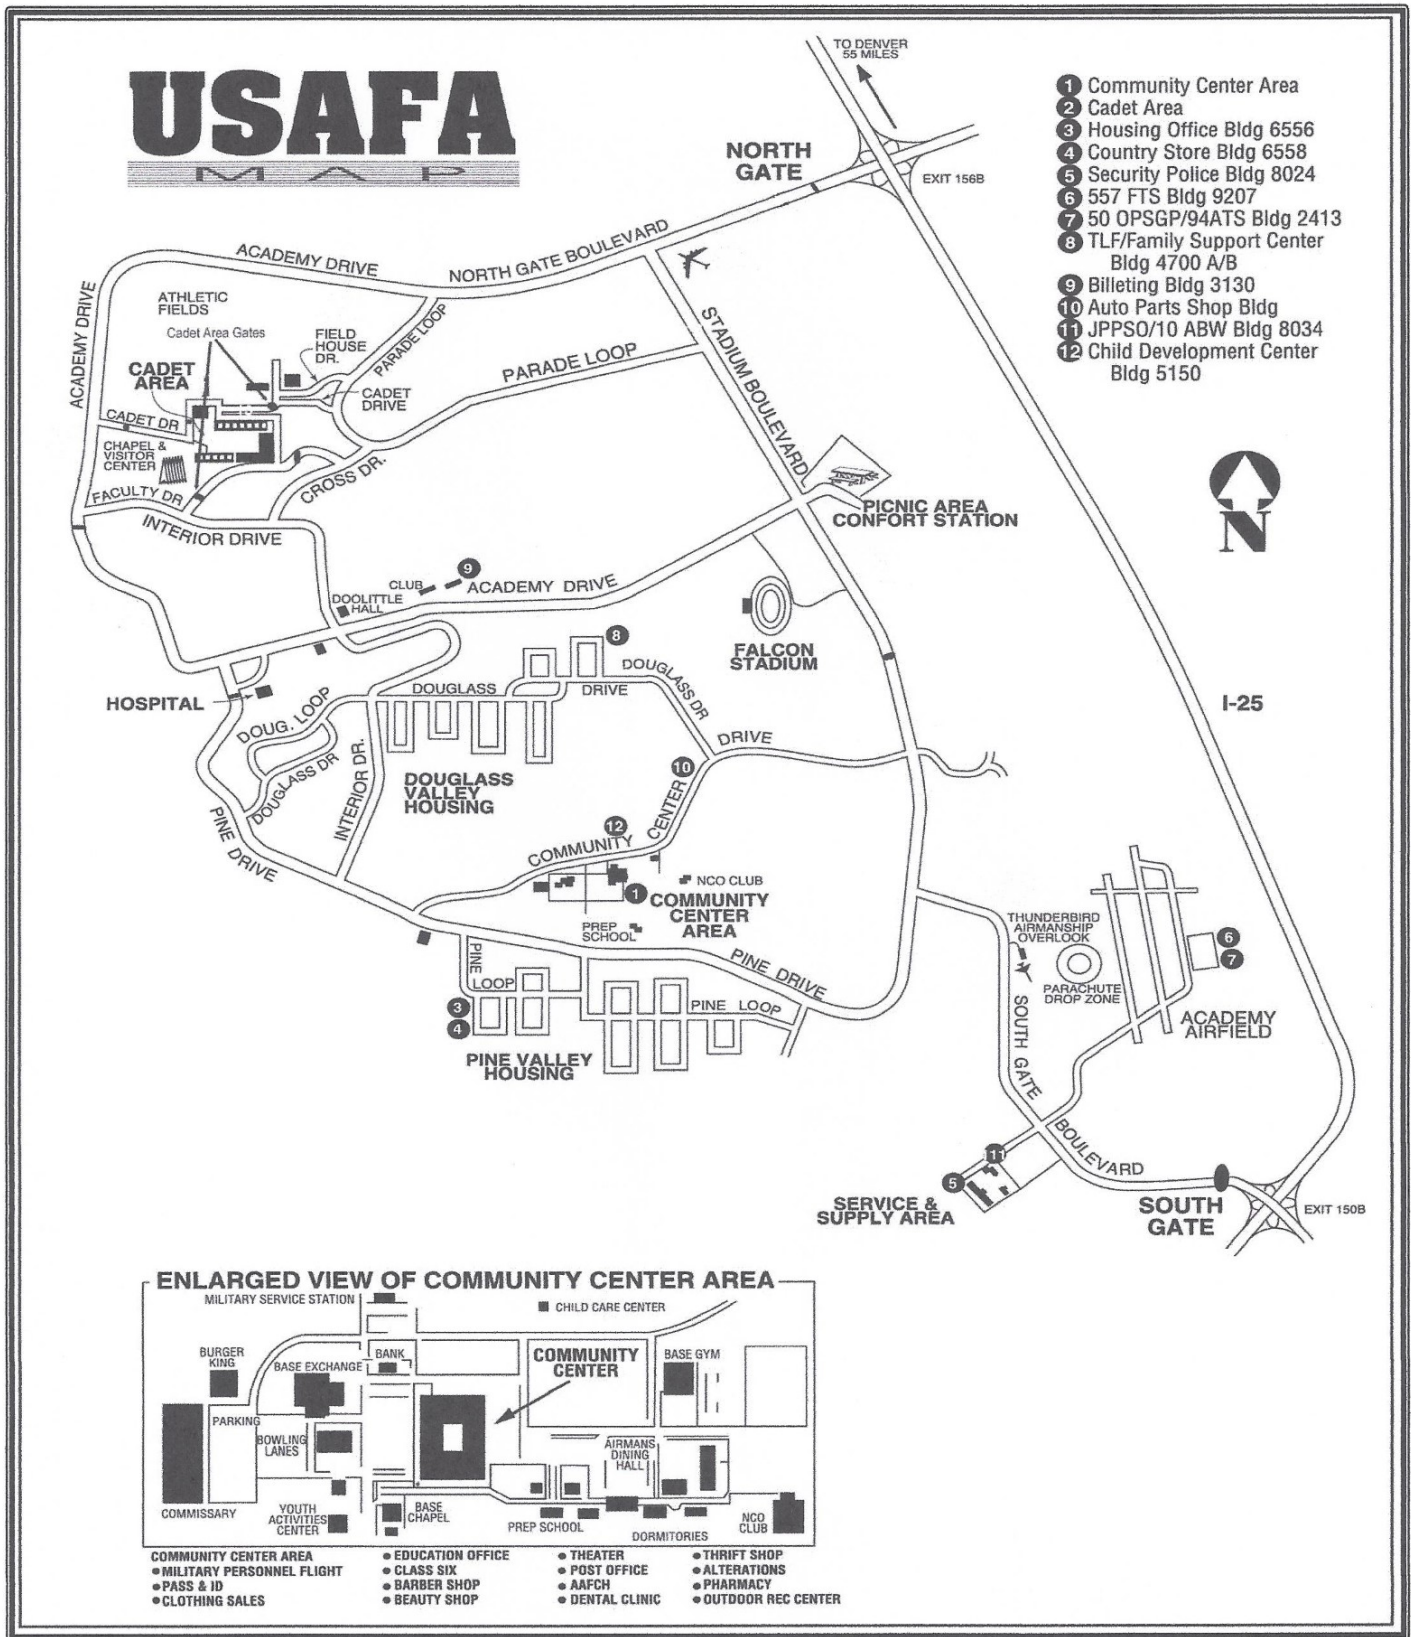 USAFA
MAP
TO DENVER
55 MILES
NORTH
GATE
EXIT 156B
1 Community Center Area
2 Cadet Area
3 Housing Office Bldg 6556
4 Country Store Bldg 6558
5 Security Police Bldg 8024
6 557 FTS Bldg 9207
7 50 OPSGP/94ATS Bldg 2413
8 TLF/Family Support Center
Bldg 4700 A/B
9 Billeting Bldg 3130
10 Auto Parts Shop Bldg
11 JPPSO/10 ABW Bldg 8034
12 Child Development Center
Bldg 5150
N
ACADEMY DRIVE
NORTH GATE BOULEVARD
ACADEMY DRIVE
ATHLETIC
FIELDS
Cadet Area Gates
FIELD
HOUSE
DR.
PARADE LOOP
CADET
AREA
CADET
DRIVE
PARADE LOOP
STADIUM BOULEVARD
CADET DR
CHAPEL &
VISITOR
CENTER
FACULTY DR
CROSS DR.
INTERIOR DRIVE
PICNIC AREA
CONFORT STATION
CLUB
9
ACADEMY DRIVE
DOOLITTLE
HALL
8
FALCON
STADIUM
HOSPITAL
DOUG. LOOP
DOUGLASS DRIVE
DOUGLASS DR
I-25
DOUGLASS DR
INTERIOR DR.
DOUGLASS
VALLEY
HOUSING
10
COMMUNITY CENTER DRIVE
12
PINE DRIVE
NCO CLUB
1
COMMUNITY
CENTER
AREA
PREP
SCHOOL
PINE DRIVE
PINE
LOOP
3
4
PINE LOOP
PINE VALLEY
HOUSING
THUNDERBIRD
AIRMANSHIP
OVERLOOK
PARACHUTE
DROP ZONE
6
7
ACADEMY
AIRFIELD
SOUTH GATE BOULEVARD
11
5
SERVICE &
SUPPLY AREA
SOUTH
GATE
EXIT 150B
ENLARGED VIEW OF COMMUNITY CENTER AREA
MILITARY SERVICE STATION
CHILD CARE CENTER
BURGER
KING
BASE EXCHANGE
BANK
COMMUNITY
CENTER
BASE GYM
PARKING
BOWLING
LANES
AIRMANS
DINING
HALL
COMMISSARY
YOUTH
ACTIVITIES
CENTER
BASE
CHAPEL
PREP SCHOOL
DORMITORIES
NCO
CLUB
COMMUNITY CENTER AREA
• MILITARY PERSONNEL FLIGHT
• PASS & ID
• CLOTHING SALES
• EDUCATION OFFICE
• CLASS SIX
• BARBER SHOP
• BEAUTY SHOP
• THEATER
• POST OFFICE
• AAFCH
• DENTAL CLINIC
• THRIFT SHOP
• ALTERATIONS
• PHARMACY
• OUTDOOR REC CENTER